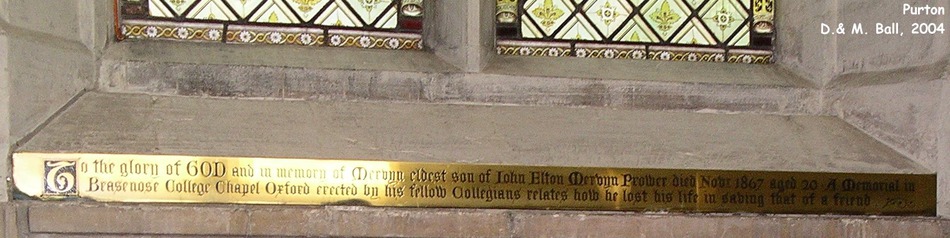 Purton
D.& M. Ball, 2004
To the glory of GOD and in memory of Mervyn eldest son of John Elton Mervyn Prower died Novr 1867 aged 20 A Memorial in
Brasenose College Chapel Oxford erected by his fellow Collegians relates how he lost his life in saving that of a friend